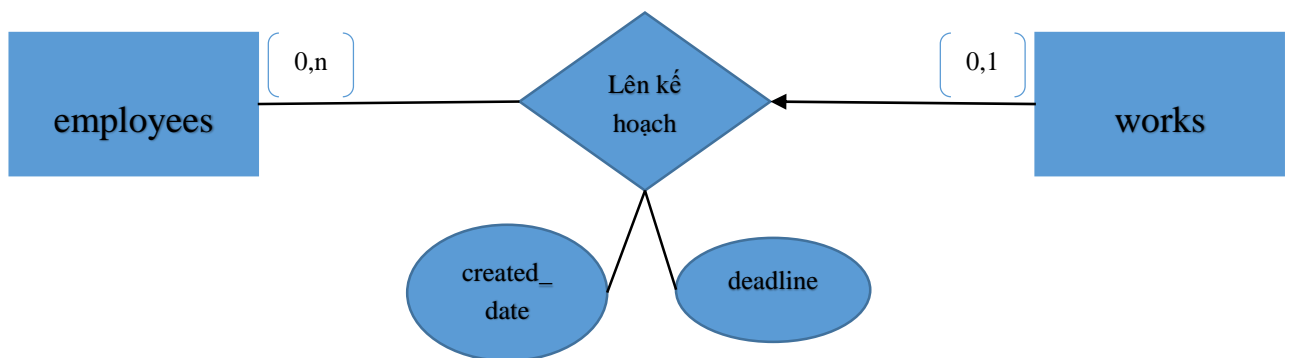 employees
0,n
Lên kế
hoạch
0,1
works
created_
date
deadline